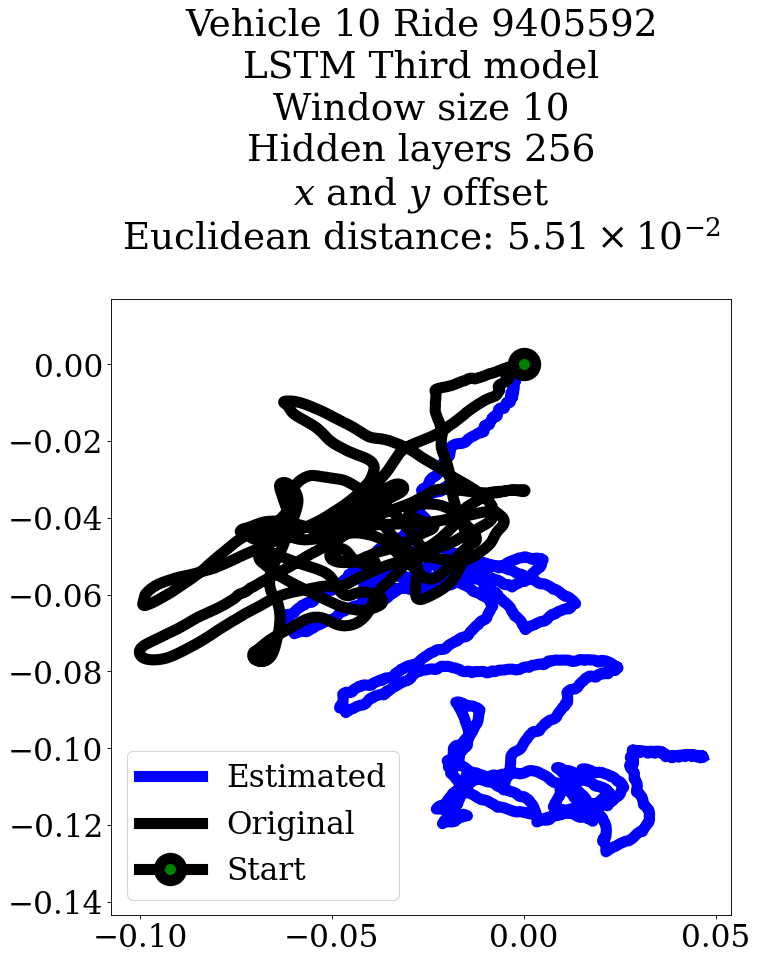 Vehicle 10 Ride 9405592
LSTM Third model
Window size 10
Hidden layers 256
x and y offset
Euclidean distance: 5.51 × 10⁻²
0.00
−0.02
−0.04
−0.06
−0.08
−0.10
−0.12
−0.14
Estimated
Original
Start
−0.10 −0.05 0.00 0.05